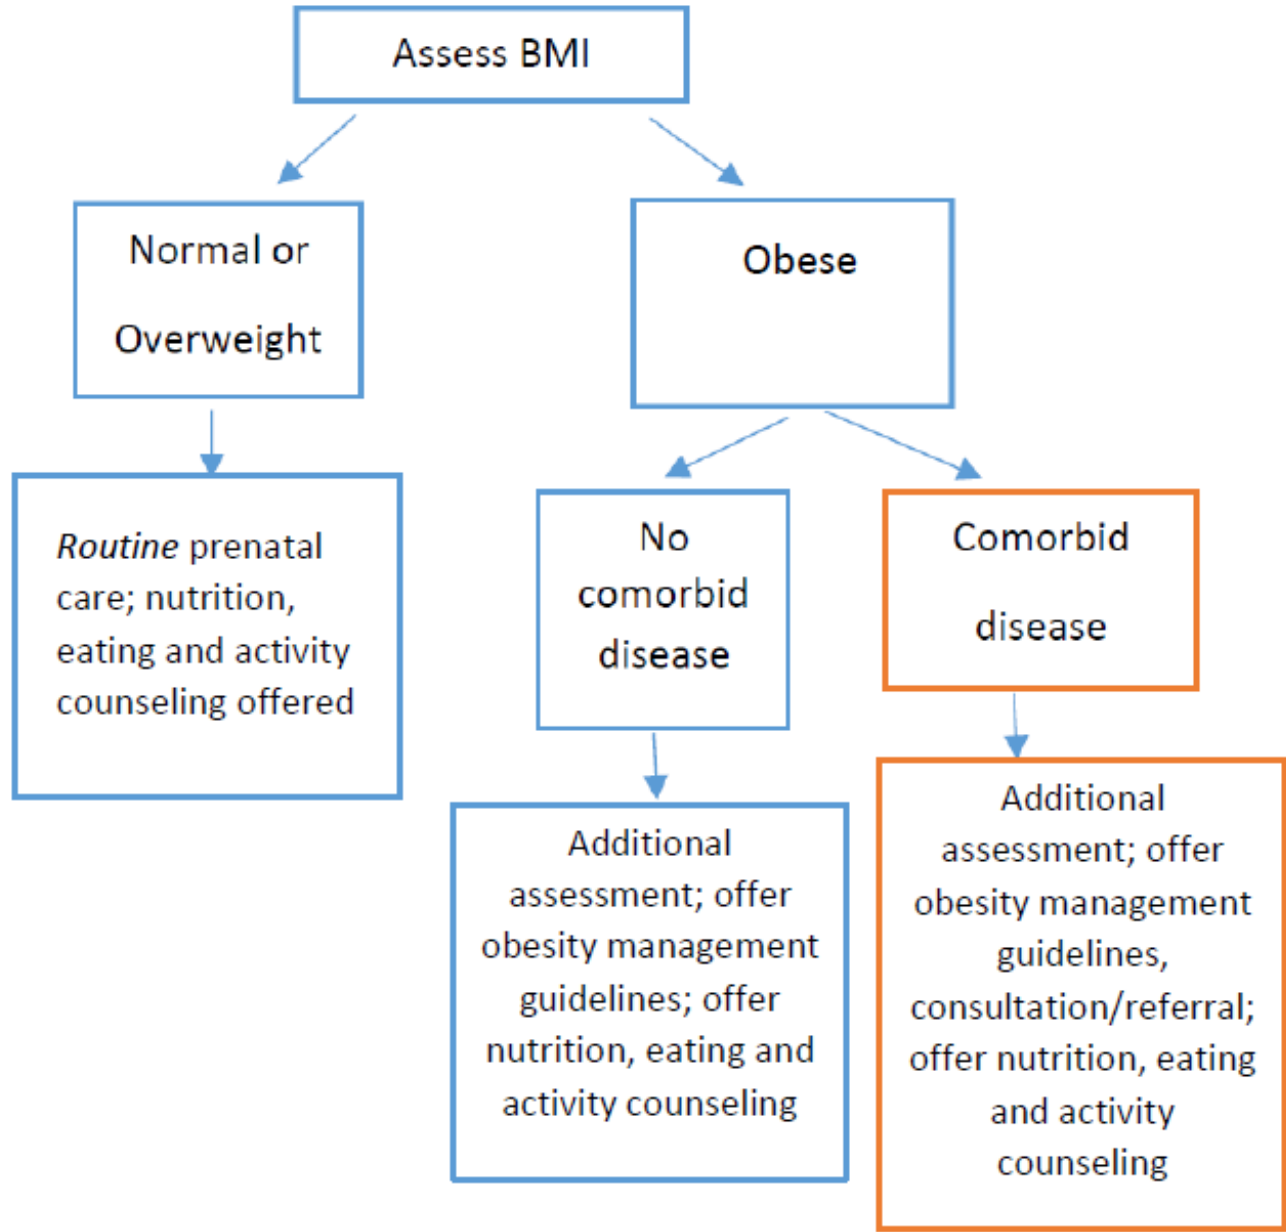 Assess BMI
Normal or
Overweight
Obese
Routine prenatal
care; nutrition,
eating and activity
counseling offered
No
comorbid
disease
Comorbid
disease
Additional
assessment; offer
obesity management
guidelines; offer
nutrition, eating and
activity counseling
Additional
assessment; offer
obesity management
guidelines,
consultation/referral;
offer nutrition, eating
and activity
counseling